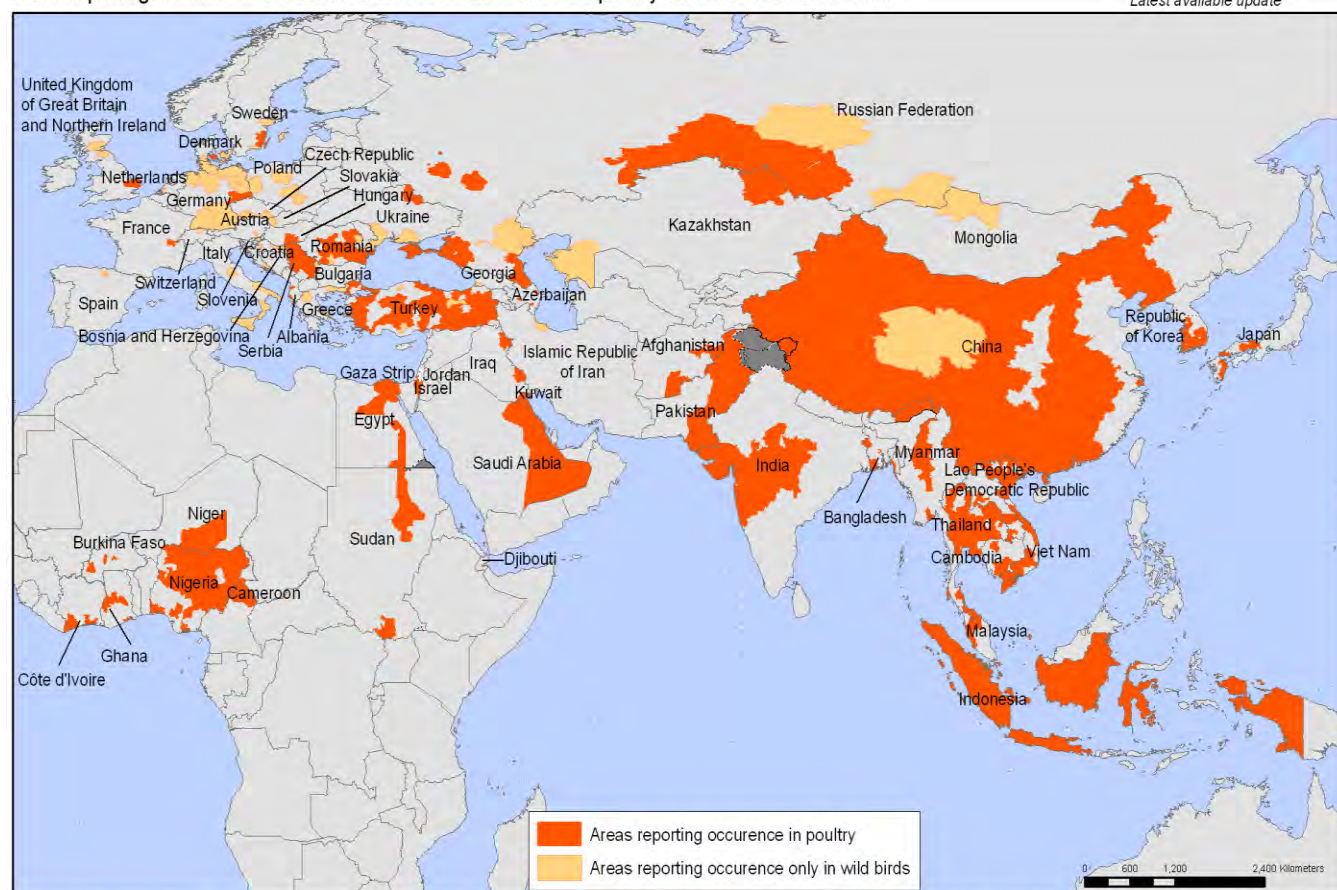 Latest available update
United Kingdom
of Great Britain
and Northern Ireland
Sweden
Russian Federation
Denmark
Czech Republic
Poland
Slovakia
Netherlands
Hungary
Germany
Austria
Ukraine
France
Kazakhstan
Mongolia
Romania
Italy
Croatia
Switzerland
Bulgaria
Georgia
Slovenia
Azerbaijan
Spain
Greece
Turkey
Bosnia and Herzegovina
Albania
Serbia
Republic
of Korea
Japan
China
Afghanistan
Islamic Republic
of Iran
Iraq
Gaza Strip
Jordan
Israel
Kuwait
Egypt
Pakistan
Saudi Arabia
India
Myanmar
Lao People's
Democratic Republic
Bangladesh
Thailand
Niger
Burkina Faso
Sudan
Djibouti
Cambodia
Viet Nam
Nigeria
Cameroon
Malaysia
Ghana
Côte d'Ivoire
Indonesia
Areas reporting occurence in poultry
Areas reporting occurence only in wild birds
0 600 1,200 2,400 Kilometers